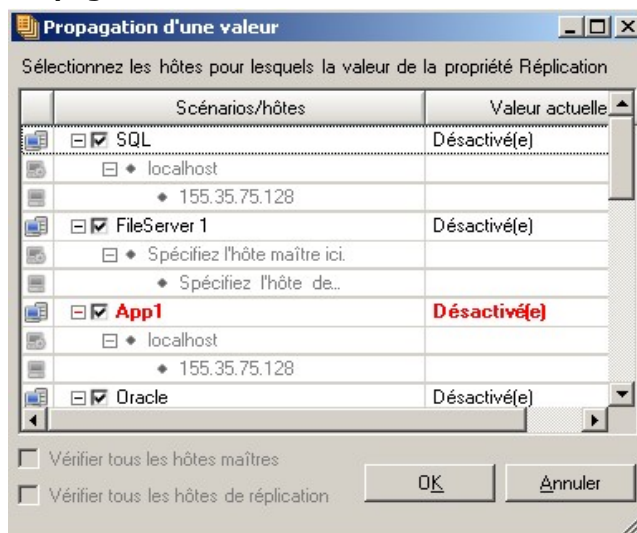 Propagation d'une valeur
Sélectionnez les hôtes pour lesquels la valeur de la propriété Réplication
Scénarios/hôtes Valeur actuelle
SQL Désactivé(e)
localhost
155.35.75.128
FileServer 1 Désactivé(e)
Spécifiez l'hôte maître ici.
Spécifiez l'hôte de...
App1 Désactivé(e)
localhost
155.35.75.128
Oracle Désactivé(e)
Vérifier tous les hôtes maîtres
Vérifier tous les hôtes de réplication
OK Annuler